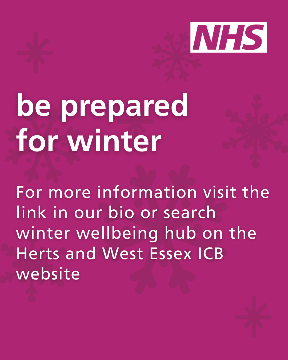 NHS
be prepared
for winter
For more information visit the
link in our bio or search
winter wellbeing hub on the
Herts and West Essex ICB
website